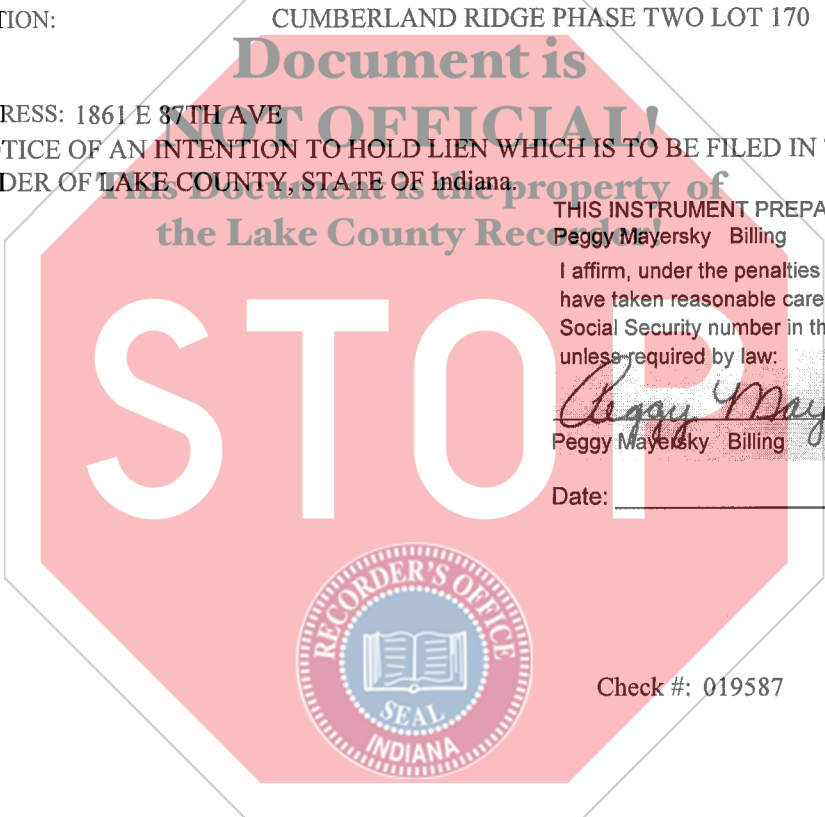 TION: CUMBERLAND RIDGE PHASE TWO LOT 170
Document is
RESS: 1861 E 87TH AVE
NOT OFFICIAL!
TICE OF AN INTENTION TO HOLD LIEN WHICH IS TO BE FILED IN
DER OF LAKE COUNTY, STATE OF Indiana.
This Document is the property of
the Lake County Recorder!
THIS INSTRUMENT PREPA
Peggy Mayersky Billing
I affirm, under the penalties
have taken reasonable care
Social Security number in th
unless required by law:
Peggy May
Peggy Mayersky Billing
Date:
STOP
RECORDER'S OFFICE
SEAL
INDIANA
Check #: 019587